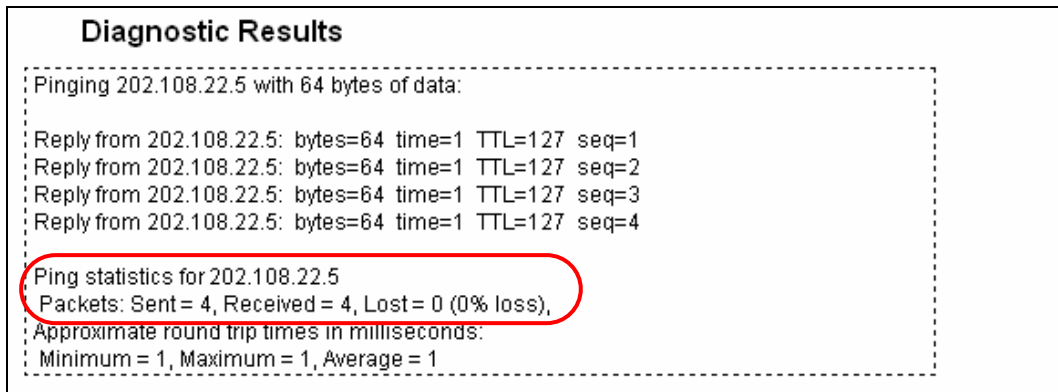 Diagnostic Results
Pinging 202.108.22.5 with 64 bytes of data:
Reply from 202.108.22.5: bytes=64 time=1 TTL=127 seq=1
Reply from 202.108.22.5: bytes=64 time=1 TTL=127 seq=2
Reply from 202.108.22.5: bytes=64 time=1 TTL=127 seq=3
Reply from 202.108.22.5: bytes=64 time=1 TTL=127 seq=4
Ping statistics for 202.108.22.5
Packets: Sent = 4, Received = 4, Lost = 0 (0% loss),
Approximate round trip times in milliseconds:
Minimum = 1, Maximum = 1, Average = 1